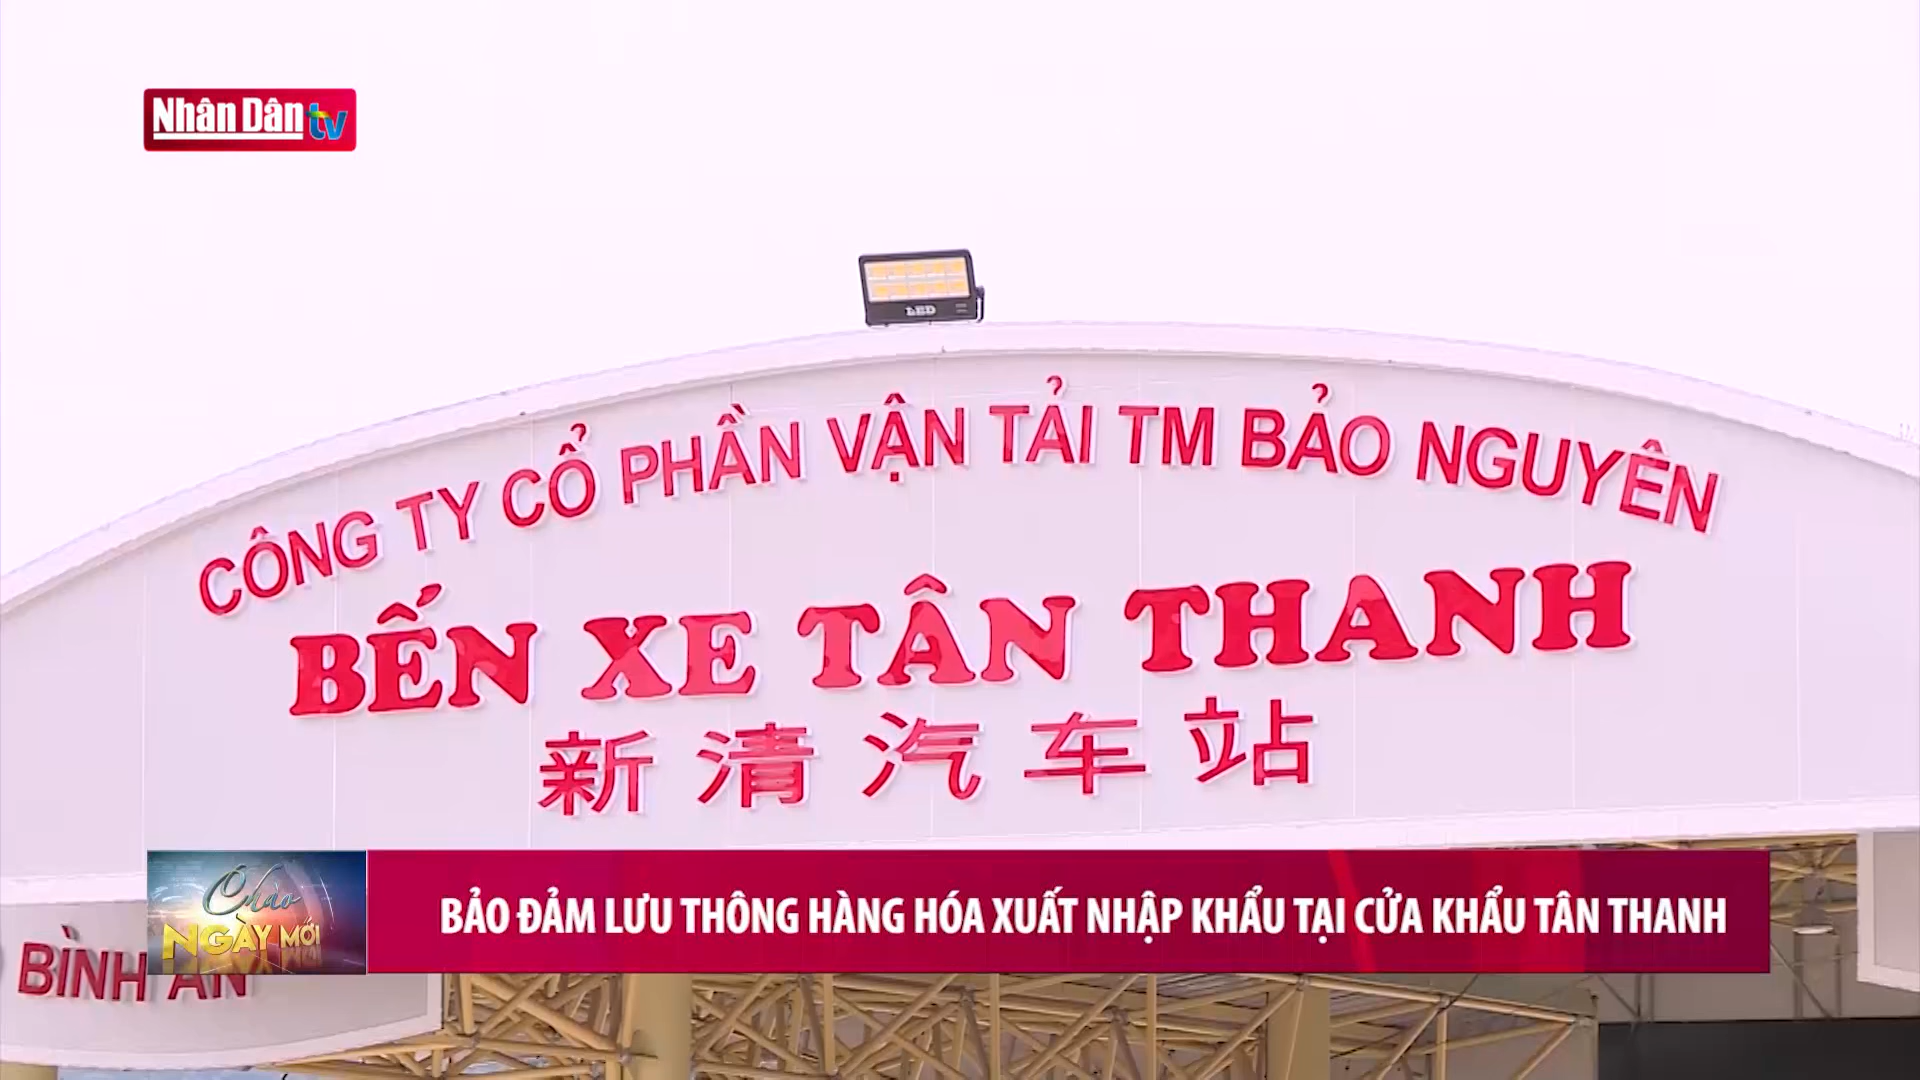 Nhân Dân tv
LED
CÔNG TY CỔ PHẦN VẬN TẢI TM BẢO NGUYÊN
BẾN XE TÂN THANH
新清汽车站
Chào
NGÀY MỚI
BẢO ĐẢM LƯU THÔNG HÀNG HÓA XUẤT NHẬP KHẨU TẠI CỬA KHẨU TÂN THANH
BÌNH AN